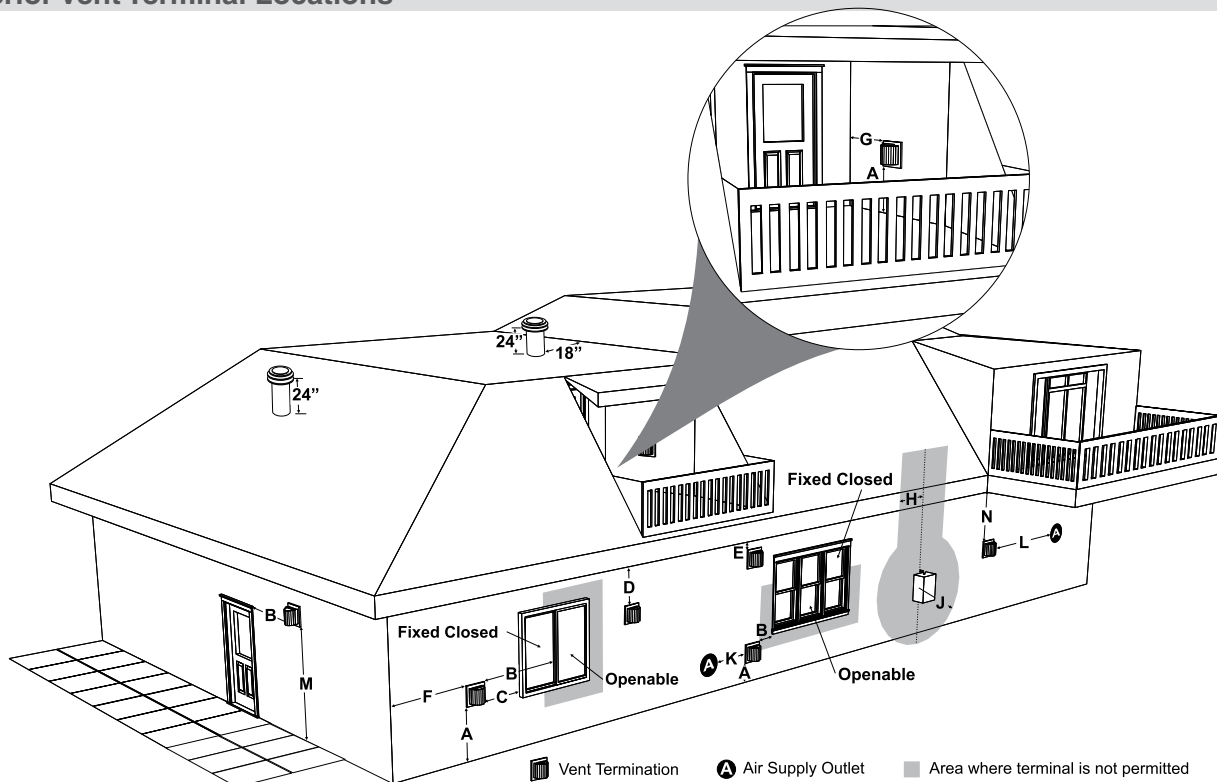 Vent Terminal Locations
G
A
24”
18”
24”
Fixed Closed
H
N
L
A
E
D
B
J
Fixed Closed
B
K
A
A
B
Openable
Openable
M
F
C
A
Vent Termination
A Air Supply Outlet
Area where terminal is not permitted